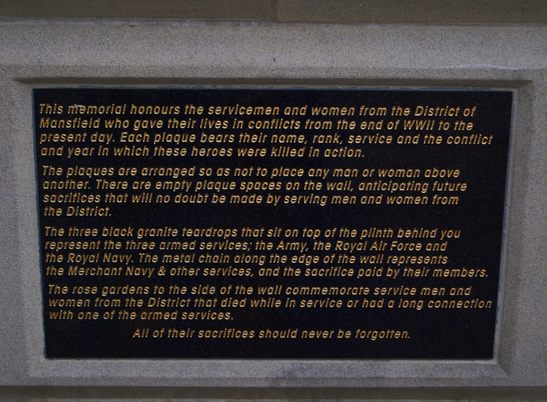 This memorial honours the servicemen and women from the District of
Mansfield who gave their lives in conflicts from the end of WWII to the
present day. Each plaque bears their name, rank, service and the conflict
and year in which these heroes were killed in action.
The plaques are arranged so as not to place any man or woman above
another. There are empty plaque spaces on the wall, anticipating future
sacrifices that will no doubt be made by serving men and women from
the District.
The three black granite teardrops that sit on top of the plinth behind you
represent the three armed services; the Army, the Royal Air Force and
the Royal Navy. The metal chain along the edge of the wall represents
the Merchant Navy & other services, and the sacrifice paid by their members.
The rose gardens to the side of the wall commemorate service men and
women from the District that died while in service or had a long connection
with one of the armed services.
All of their sacrifices should never be forgotten.